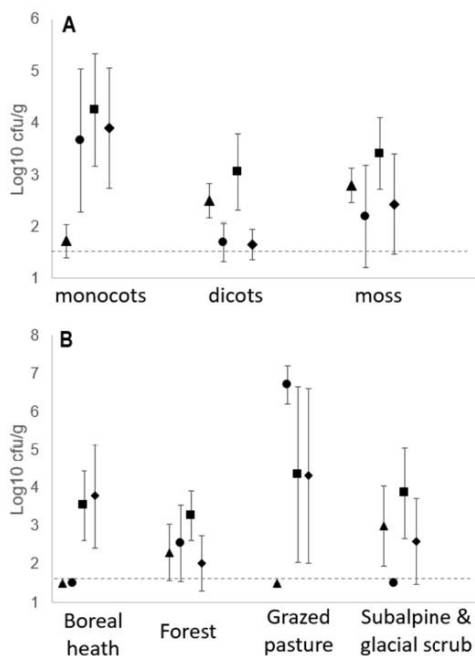 A
Log10 cfu/g
6
5
4
3
2
1
monocots dicots moss
B
Log10 cfu/g
8
7
6
5
4
3
2
1
Boreal heath
Forest
Grazed pasture
Subalpine & glacial scrub